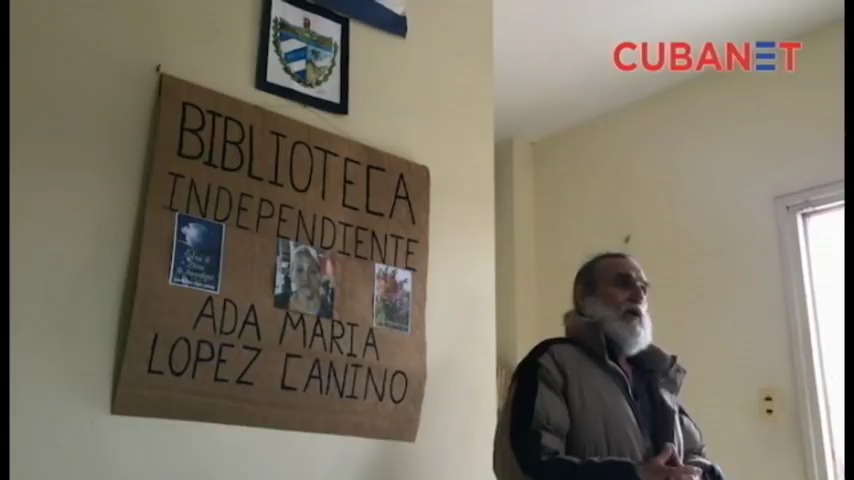 CUBANET
BIBLIOTECA
INDEPENDIENTE
ADA MARIA
LOPEZ CANINO